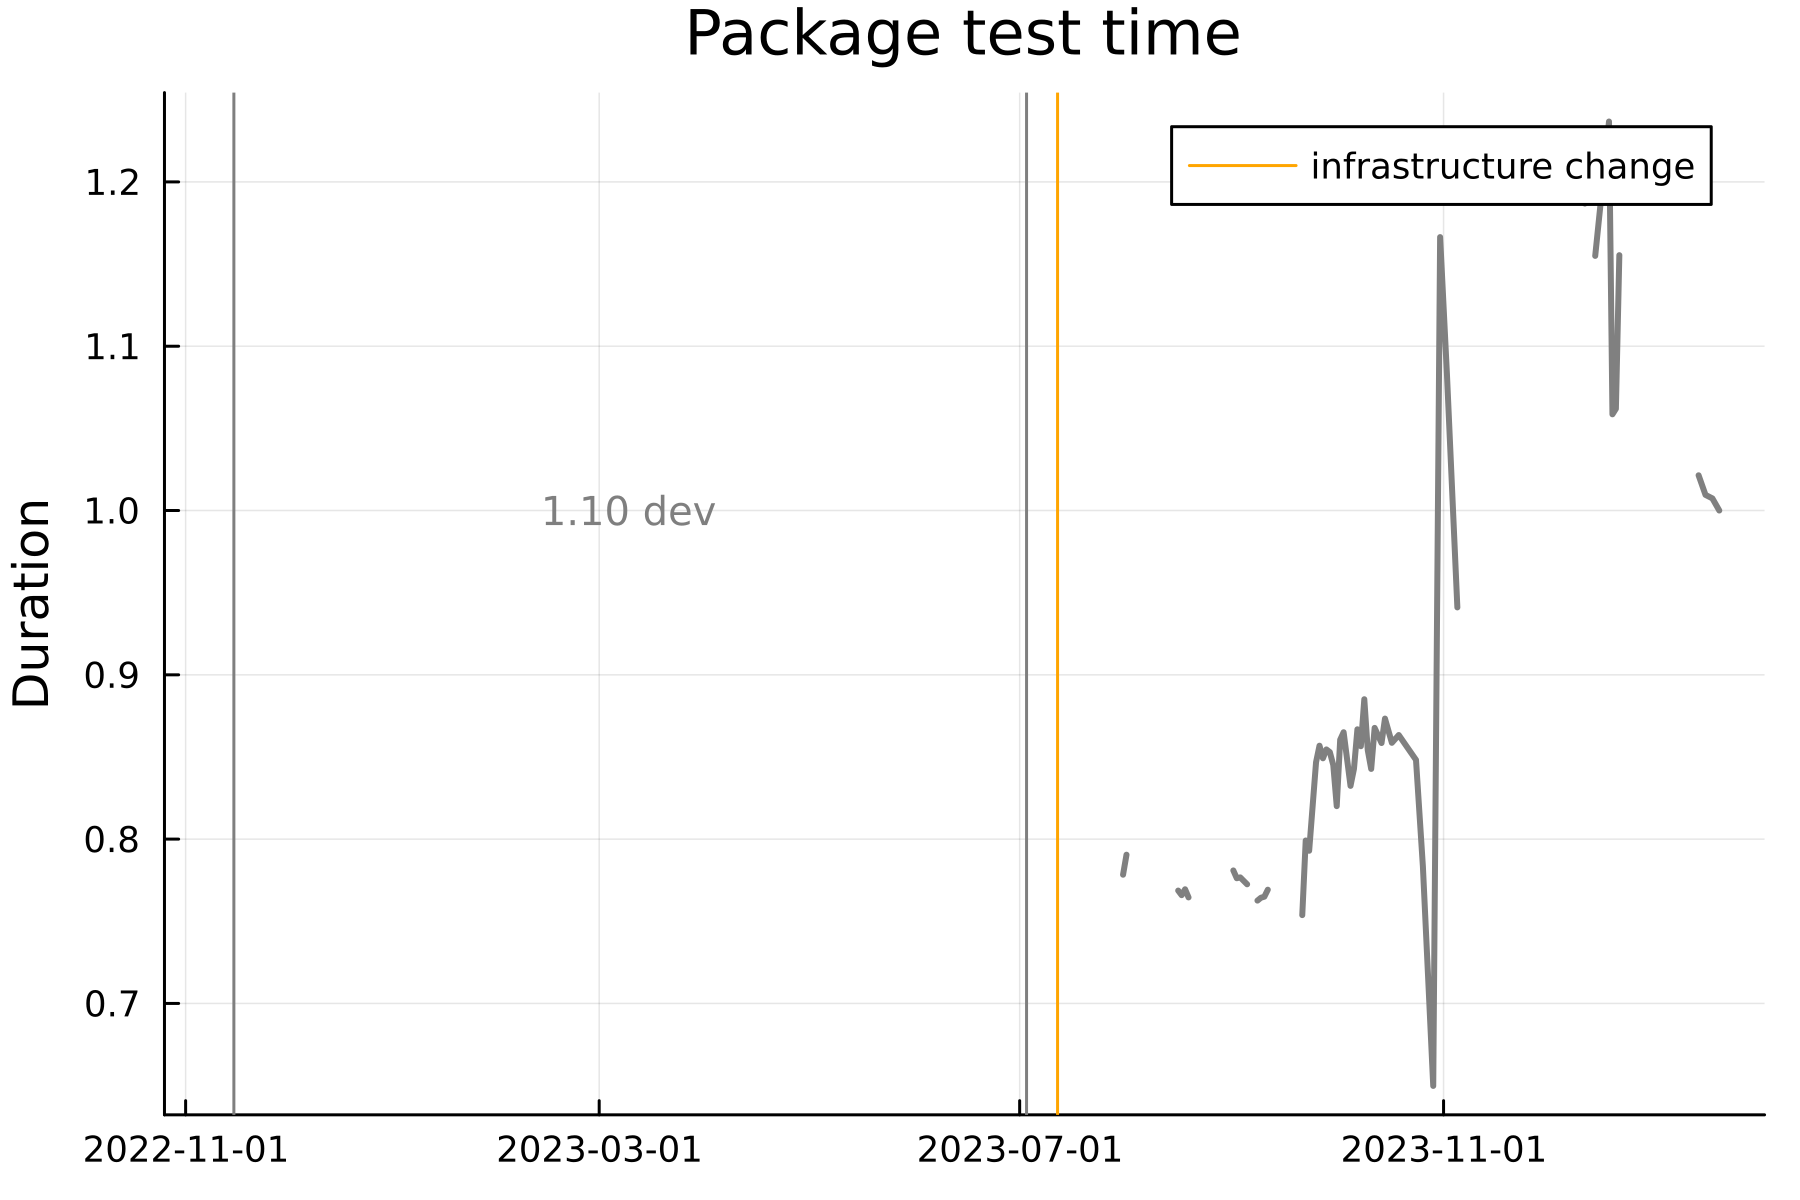 Package test time
infrastructure change
1.2
1.1
1.0
0.9
0.8
0.7
Duration
1.10 dev
2022-11-01
2023-03-01
2023-07-01
2023-11-01